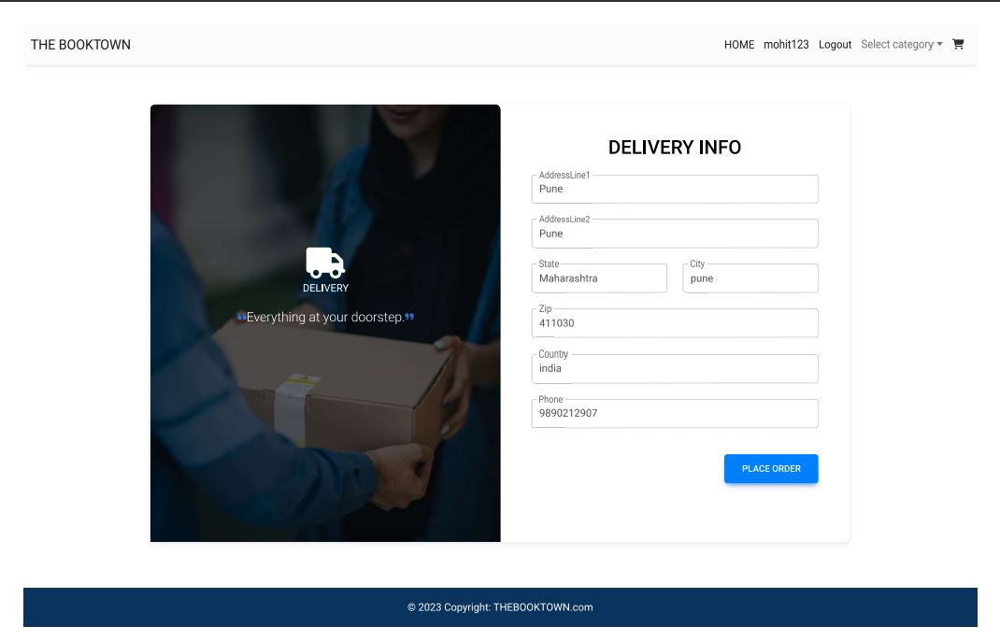 THE BOOKTOWN
HOME mohit123 Logout Select category
DELIVERY
“Everything at your doorstep.”
DELIVERY INFO
AddressLine1
Pune
AddressLine2
Pune
State City
Maharashtra pune
Zip
411030
Country
india
Phone
9890212907
PLACE ORDER
© 2023 Copyright: THEBOOKTOWN.com